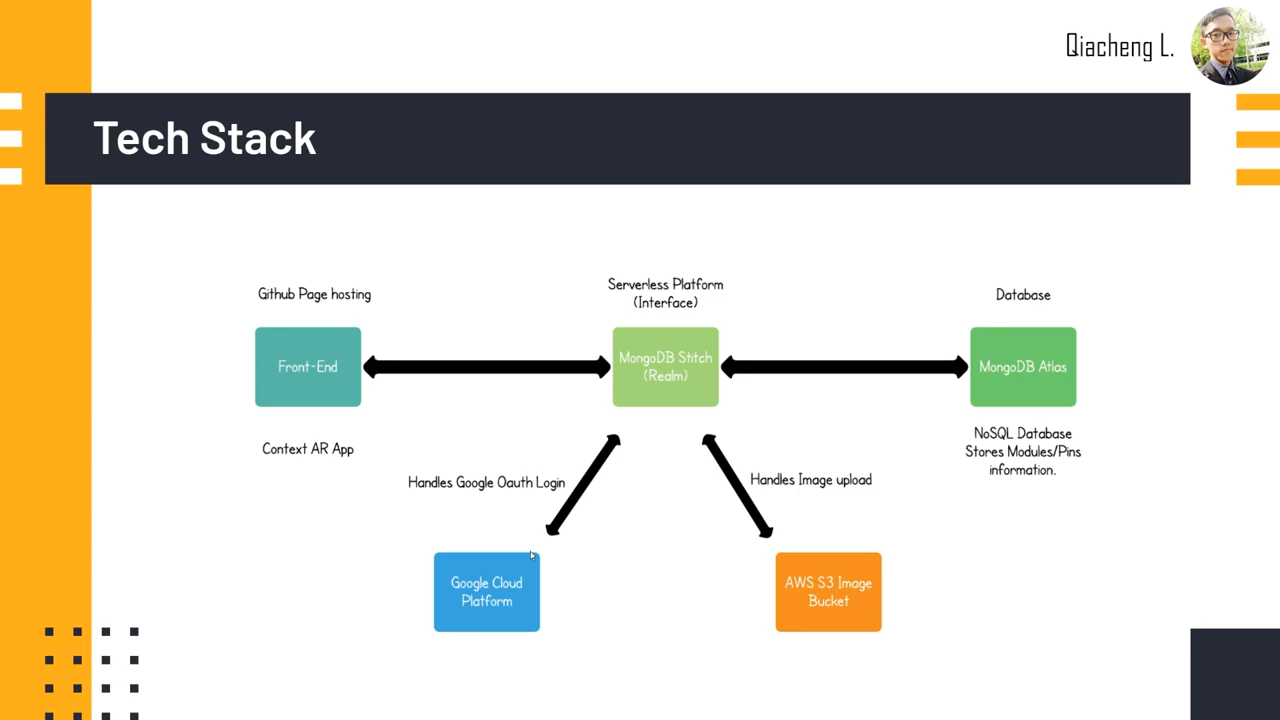 Qiacheng L.
Tech Stack
Github Page hosting
Serverless Platform
(Interface)
Database
Front-End
MongoDB Stitch
(Realm)
MongoDB Atlas
Context AR App
NoSQL Database
Stores Modules/Pins
information.
Handles Google Oauth Login
Handles Image upload
Google Cloud
Platform
AWS S3 Image
Bucket